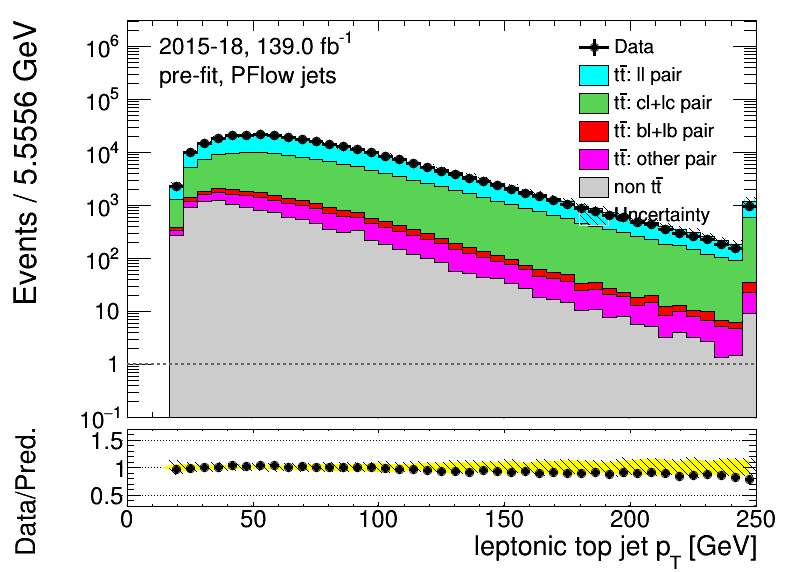 Events / 5.5556 GeV
10⁶
10⁵
10⁴
10³
10²
10
1
10⁻¹
2015-18, 139.0 fb⁻¹
pre-fit, PFlow jets
Data
tt̄: ll pair
tt̄: cl+lc pair
tt̄: bl+lb pair
tt̄: other pair
non tt̄
Uncertainty
Data/Pred.
1.5
1
0.5
0 50 100 150 200 250
leptonic top jet p_T [GeV]